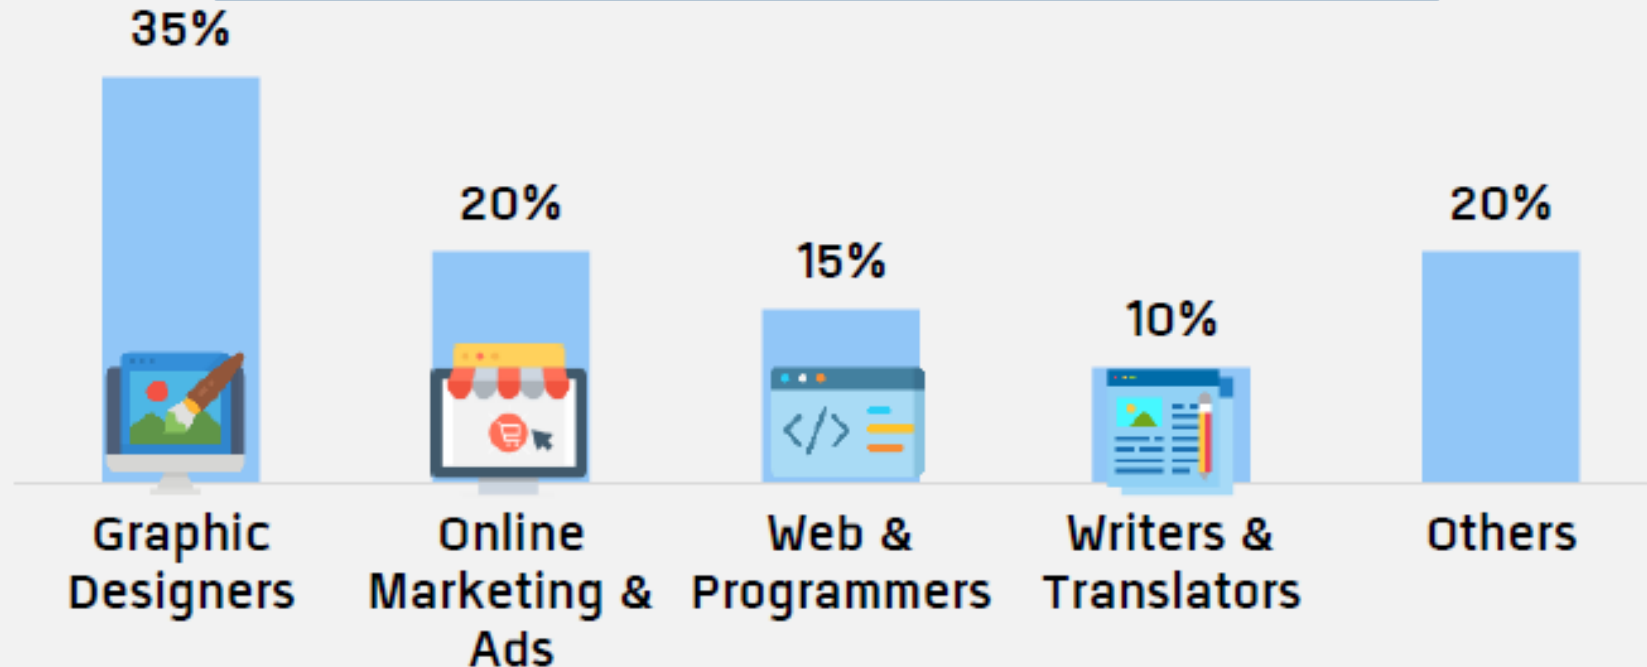 35%
20%
15%
10%
20%
Graphic
Designers
Online
Marketing &
Ads
Web &
Programmers
Writers &
Translators
Others